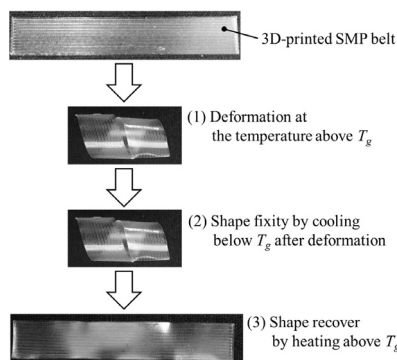 3D-printed SMP belt
(1) Deformation at
the temperature above Tg
(2) Shape fixity by cooling
below Tg after deformation
(3) Shape recover
by heating above Tg